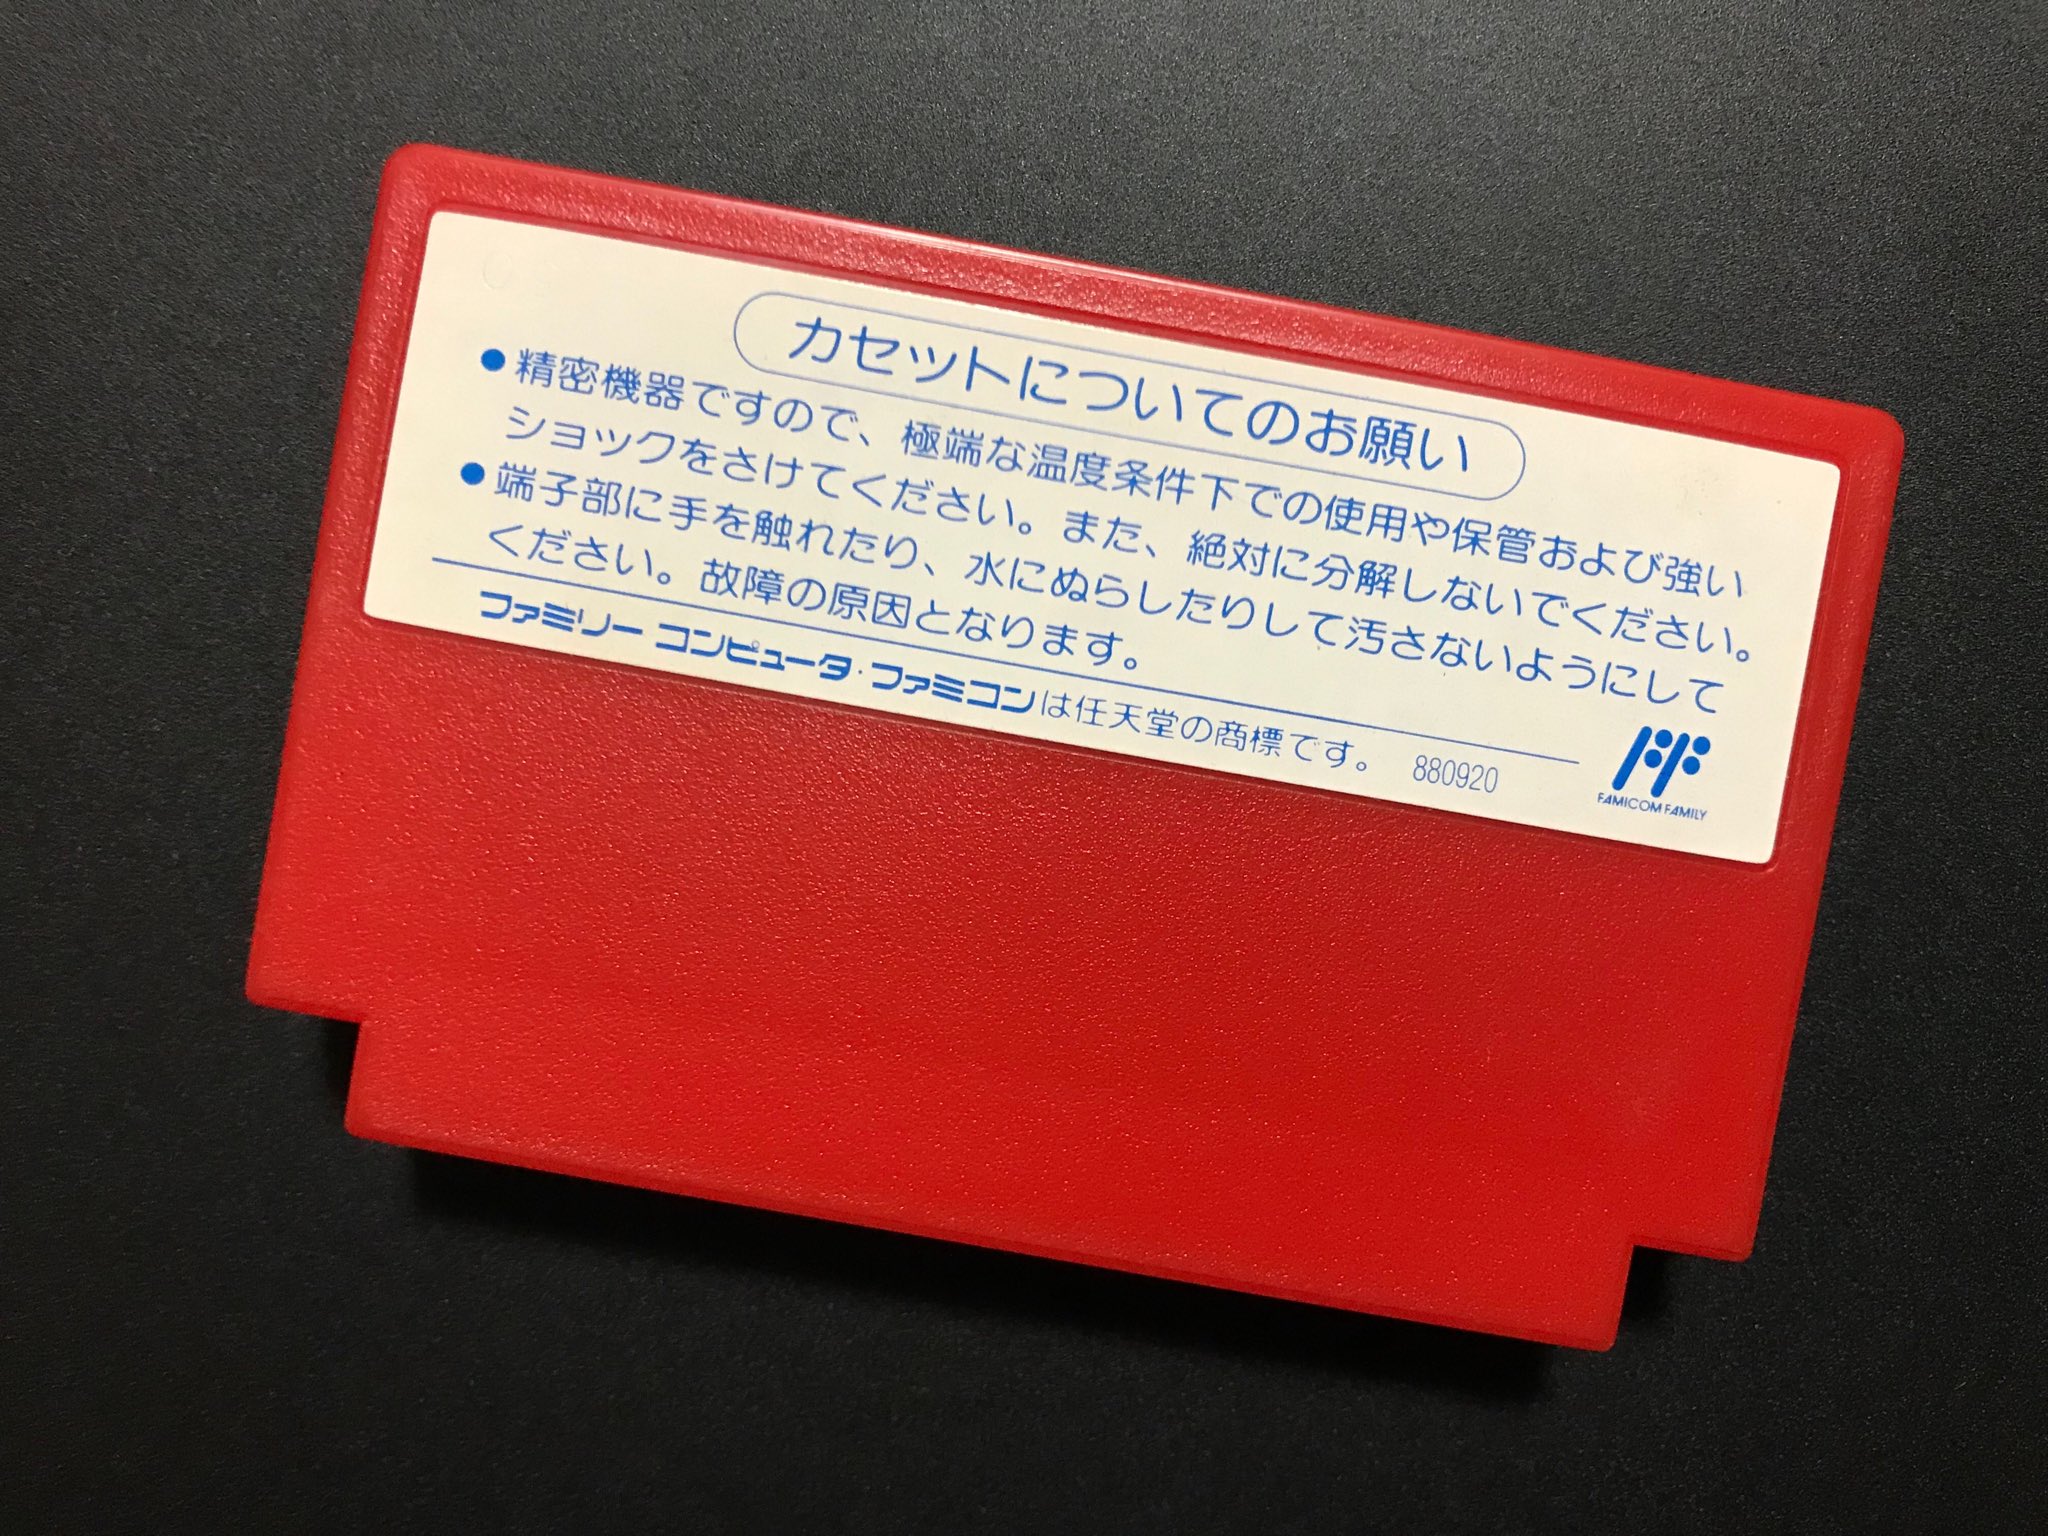 カセットについてのお願い
●精密機器ですので、極端な温度条件下での使用や保管および強い
ショックをさけてください。また、絶対に分解しないでください。
●端子部に手を触れたり、水にぬらしたりして汚さないようにして
ください。故障の原因となります。
ファミリーコンピュータ・ファミコンは任天堂の商標です。 880920
FF
FAMICOM FAMILY